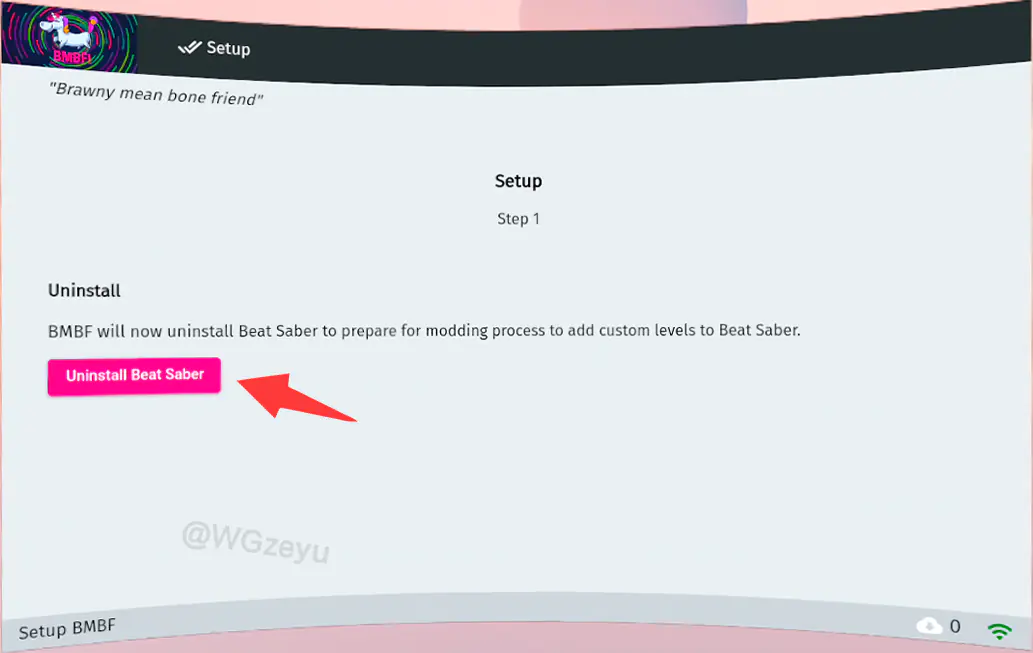 BMBF!
Setup
"Brawny mean bone friend"
Setup
Step 1
Uninstall
BMBF will now uninstall Beat Saber to prepare for modding process to add custom levels to Beat Saber.
Uninstall Beat Saber
@WGzeyu
Setup BMBF
0